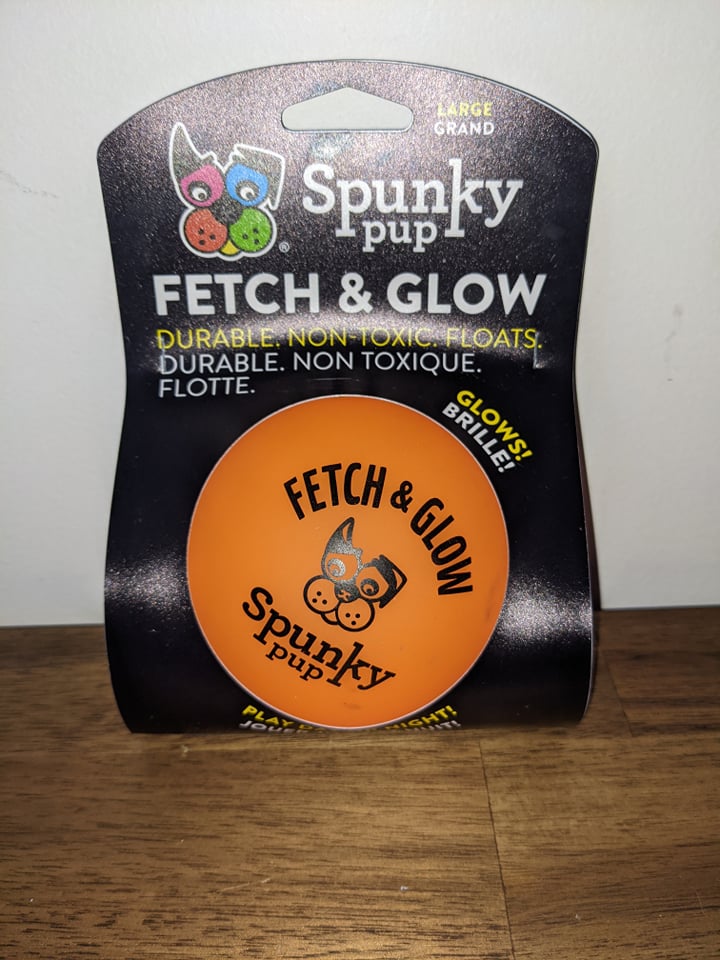 LARGE
GRAND
Spunky
pup
®
FETCH & GLOW
DURABLE. NON-TOXIC. FLOATS.
DURABLE. NON TOXIQUE.
FLOTTE.
GLOWS!
BRILLE!
FETCH & GLOW
Spunky
pup
PLAY NIGHT!